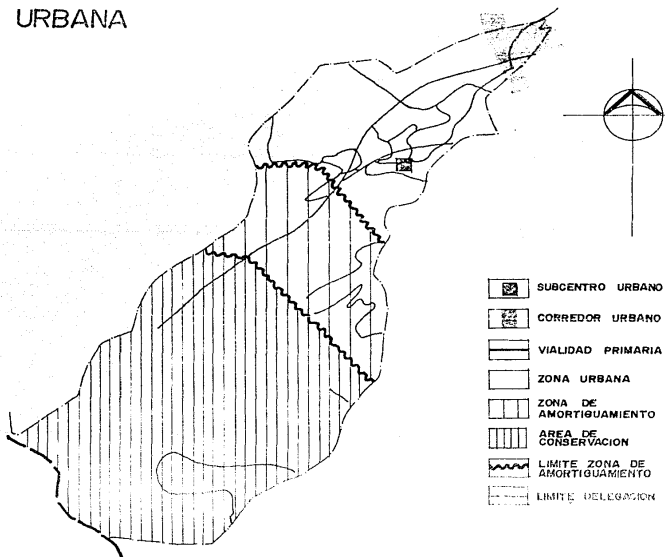 URBANA
SUBCENTRO URBANO
CORREDOR URBANO
VIALIDAD PRIMARIA
ZONA URBANA
ZONA DE
AMORTIGUAMIENTO
AREA DE
CONSERVACION
LIMITE ZONA DE
AMORTIGUAMIENTO
LIMITE DELEGACION